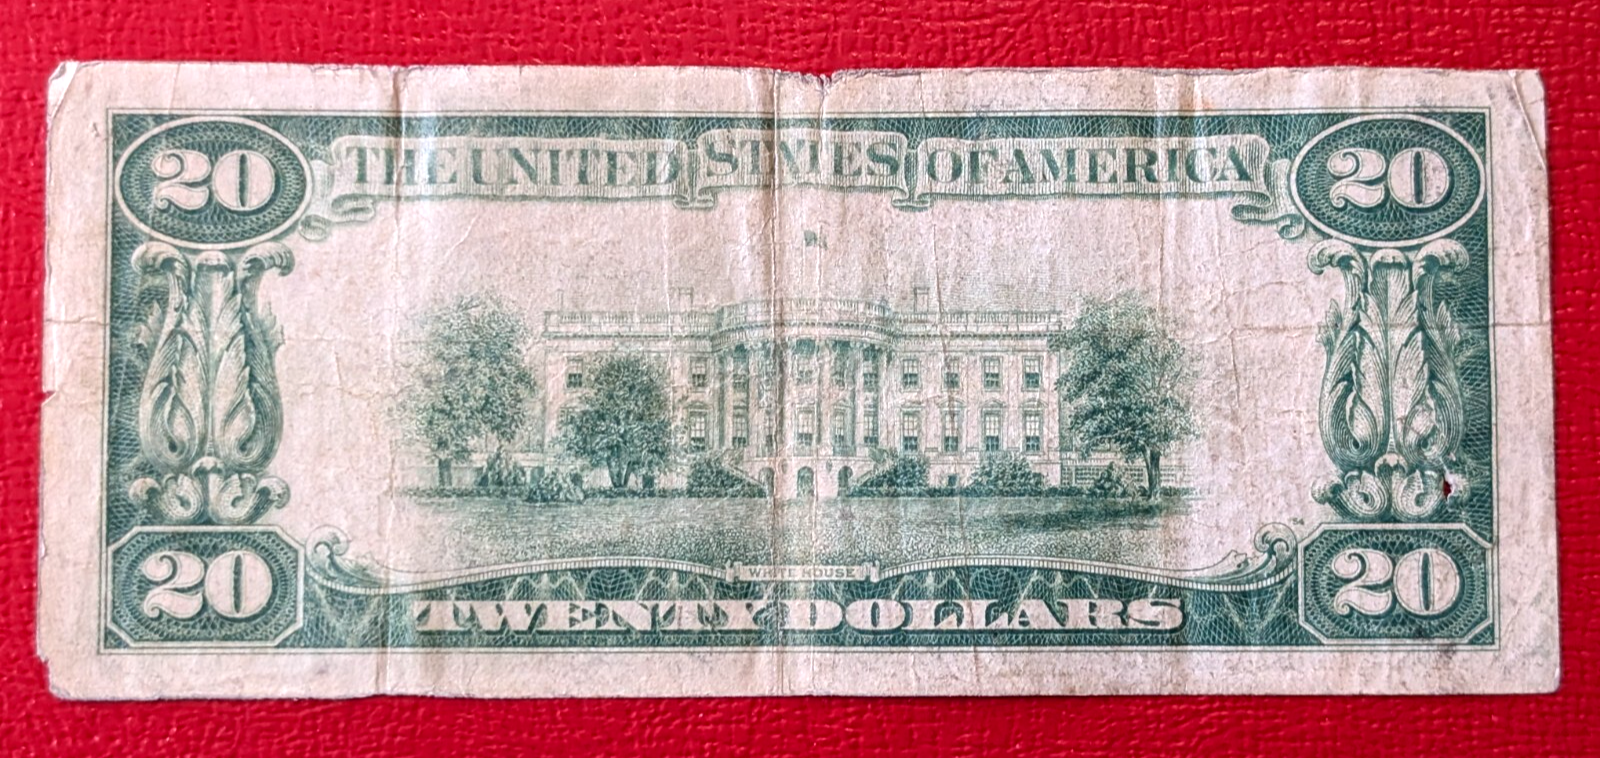 20 THE UNITED STATES OF AMERICA 20
WHITE HOUSE
20 TWENTY DOLLARS 20